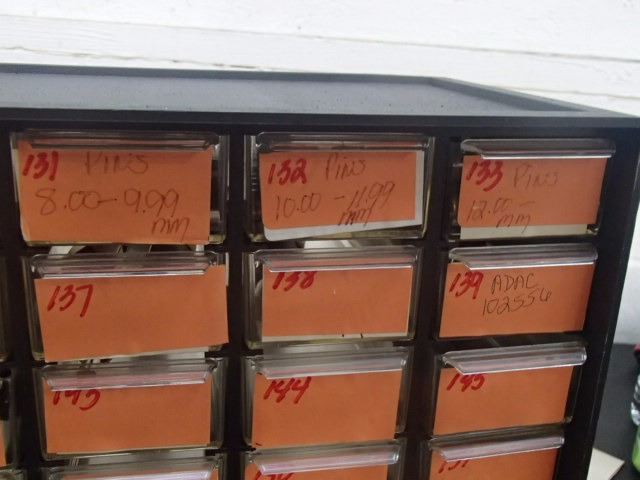 131 PINS
8.00-9.99
mm
132 PINS
10.00-11.99
mm
133 PINS
12.00-
mm
137
138
139 ADAC
102556
143
144
145